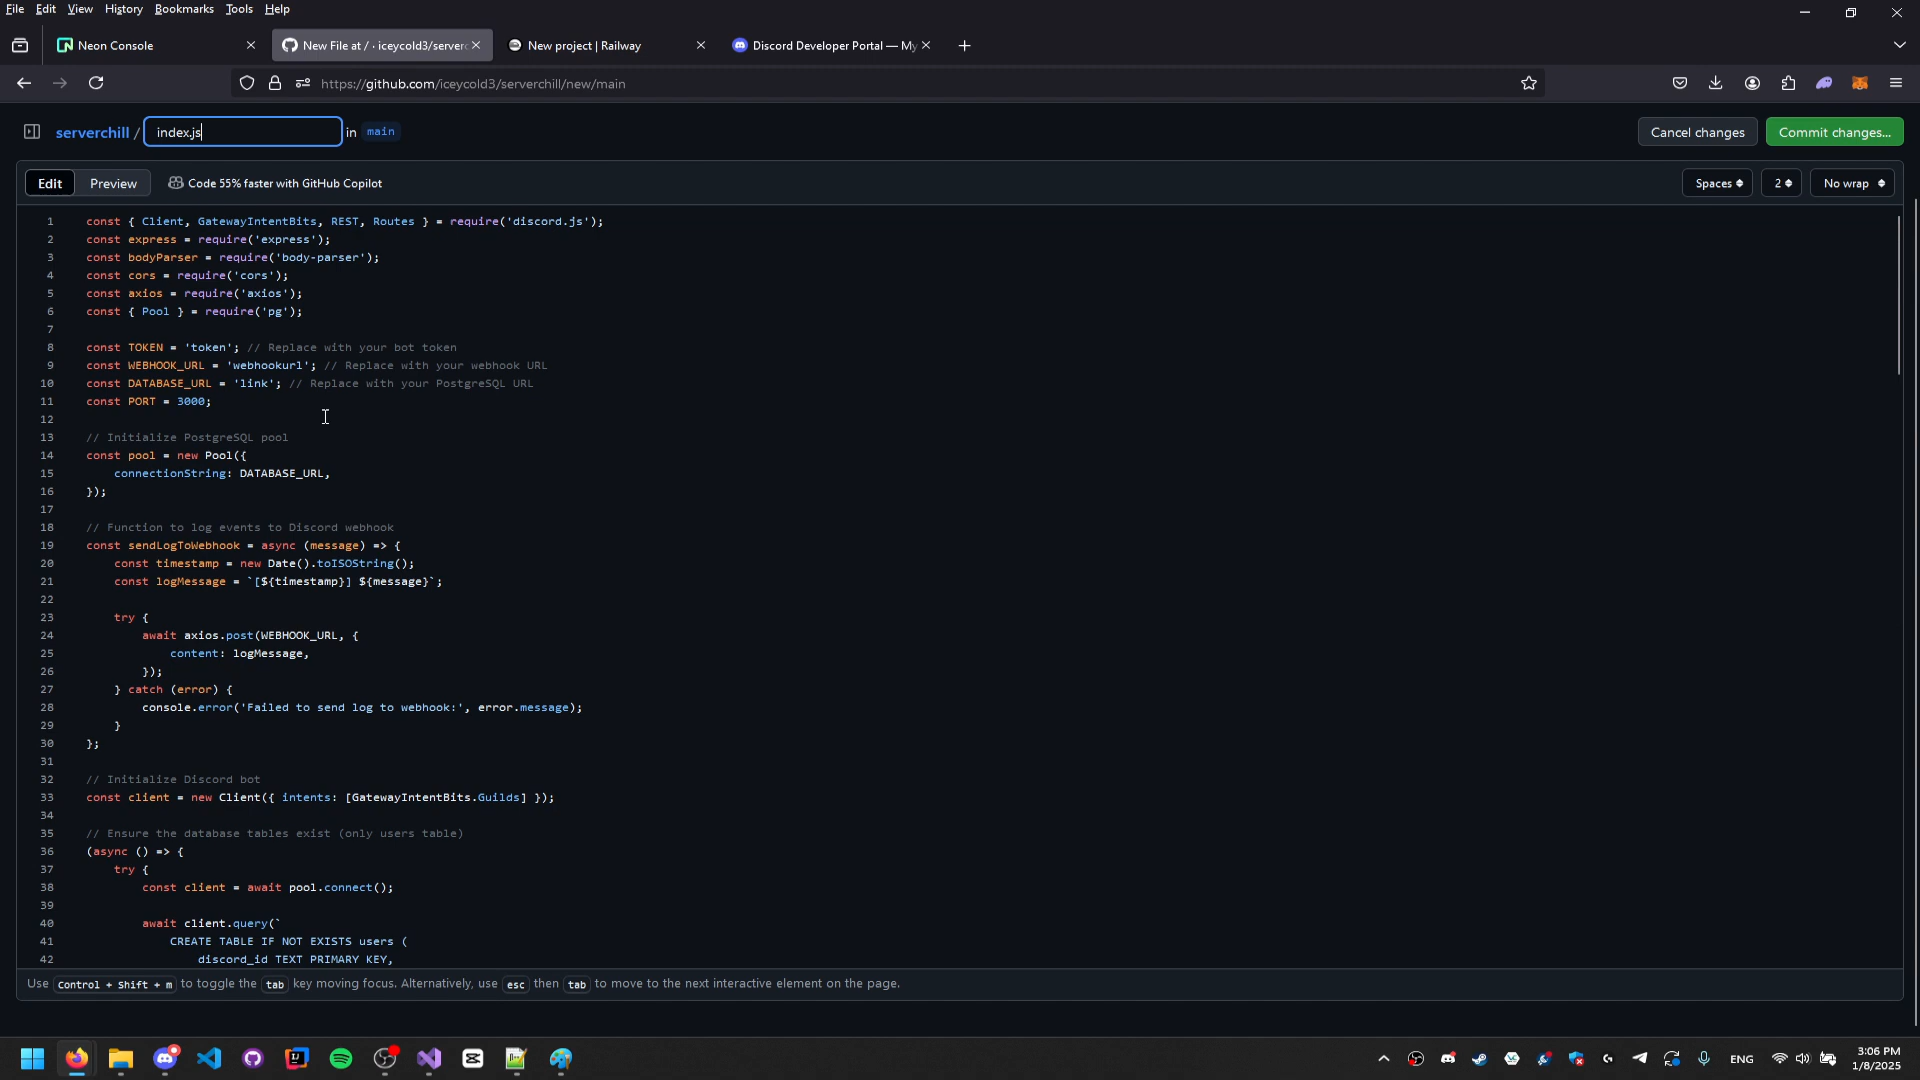 File Edit View History Bookmarks Tools Help
Neon Console
New File at / · iceycold3/server
New project | Railway
Discord Developer Portal — My
https://github.com/iceycold3/serverchill/new/main
serverchill / index.js in main
Cancel changes
Commit changes...
Edit Preview Code 55% faster with GitHub Copilot
Spaces 2 No wrap
1 const { Client, GatewayIntentBits, REST, Routes } = require('discord.js');
2 const express = require('express');
3 const bodyParser = require('body-parser');
4 const cors = require('cors');
5 const axios = require('axios');
6 const { Pool } = require('pg');
7
8 const TOKEN = 'token'; // Replace with your bot token
9 const WEBHOOK_URL = 'webhookurl'; // Replace with your webhook URL
10 const DATABASE_URL = 'link'; // Replace with your PostgreSQL URL
11 const PORT = 3000;
12
13 // Initialize PostgreSQL pool
14 const pool = new Pool({
15 connectionString: DATABASE_URL,
16 });
17
18 // Function to log events to Discord webhook
19 const sendLogToWebhook = async (message) => {
20 const timestamp = new Date().toISOString();
21 const logMessage = `[${timestamp}] ${message}`;
22
23 try {
24 await axios.post(WEBHOOK_URL, {
25 content: logMessage,
26 });
27 } catch (error) {
28 console.error('Failed to send log to webhook:', error.message);
29 }
30 };
31
32 // Initialize Discord bot
33 const client = new Client({ intents: [GatewayIntentBits.Guilds] });
34
35 // Ensure the database tables exist (only users table)
36 (async () => {
37 try {
38 const client = await pool.connect();
39
40 await client.query(`
41 CREATE TABLE IF NOT EXISTS users (
42 discord_id TEXT PRIMARY KEY,
Use Control + Shift + m to toggle the tab key moving focus. Alternatively, use esc then tab to move to the next interactive element on the page.
ENG
3:06 PM
1/8/2025